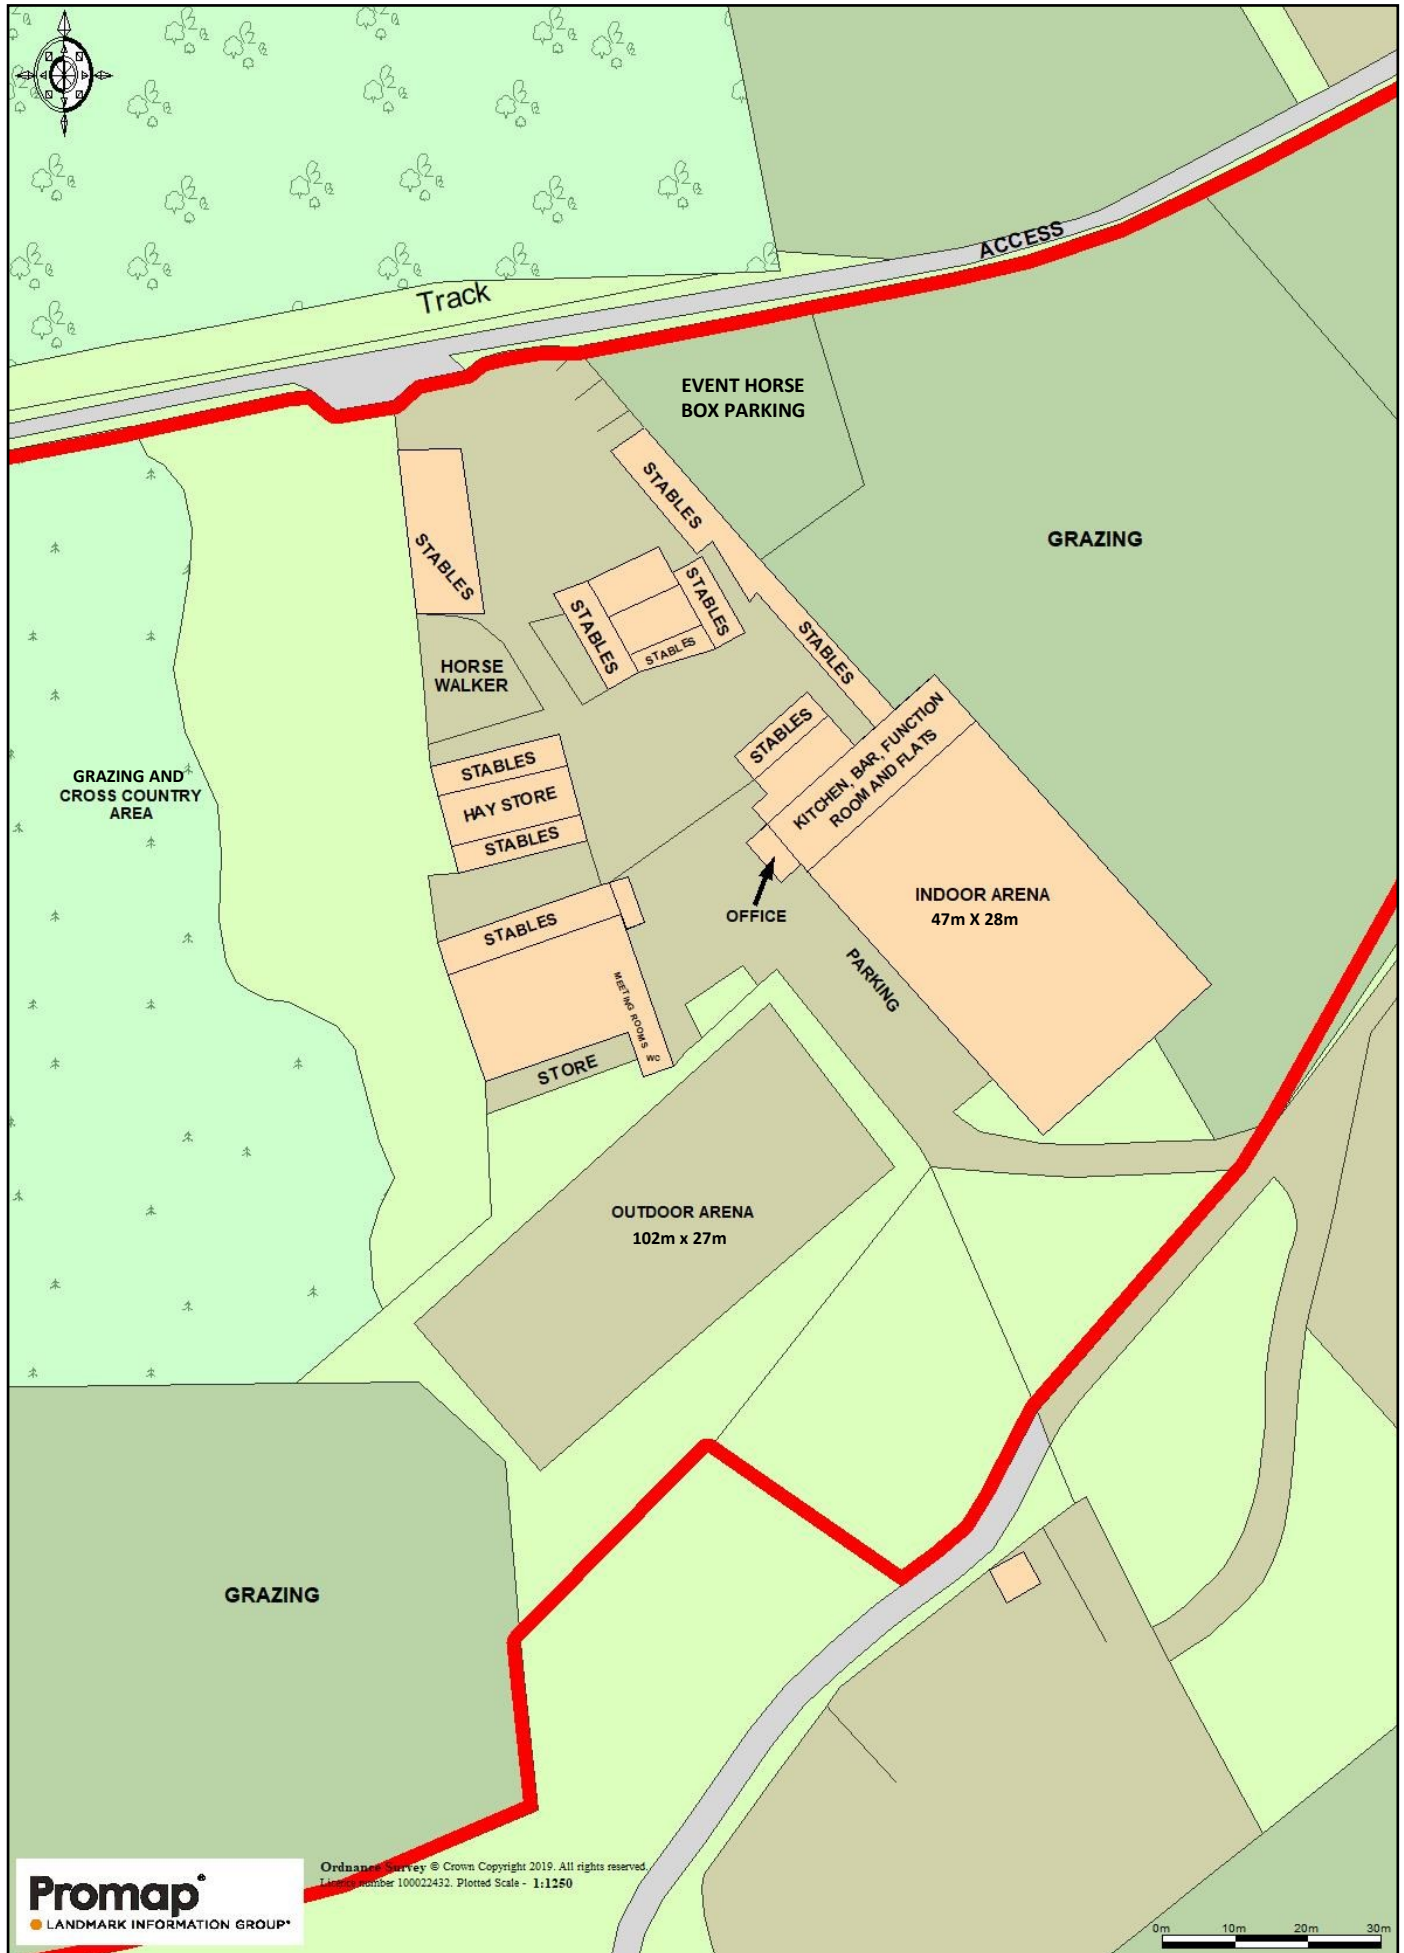 ACCESS
Track
EVENT HORSE
BOX PARKING
STABLES
GRAZING
STABLES
STABLES
STABLES
STABLES
STABLES
HORSE
WALKER
STABLES
KITCHEN, BAR, FUNCTION
ROOM AND FLATS
STABLES
HAY STORE
STABLES
GRAZING AND
CROSS COUNTRY
AREA
INDOOR ARENA
47m X 28m
OFFICE
STABLES
PARKING
MEETING ROOMS
WC
STORE
OUTDOOR ARENA
102m x 27m
GRAZING
Promap®
LANDMARK INFORMATION GROUP®
Ordnance Survey © Crown Copyright 2019. All rights reserved.
Licence number 100022432. Plotted Scale - 1:1250
0m 10m 20m 30m